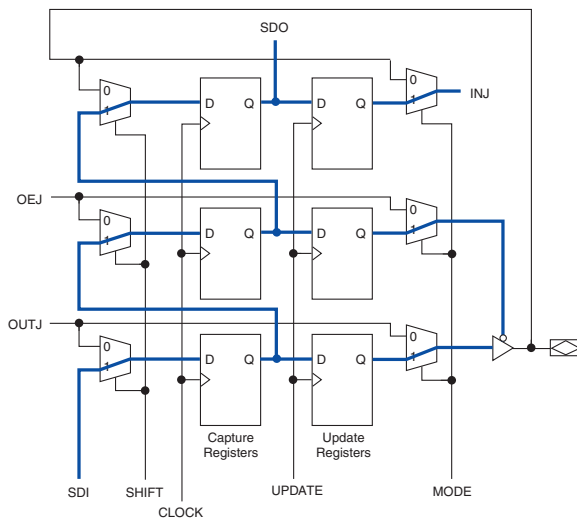 SDO
0
1
D Q
D Q
0
1
INJ
OEJ
0
1
D Q
D Q
0
1
OUTJ
0
1
D Q
D Q
0
1
Capture
Registers
Update
Registers
SDI
SHIFT
CLOCK
UPDATE
MODE